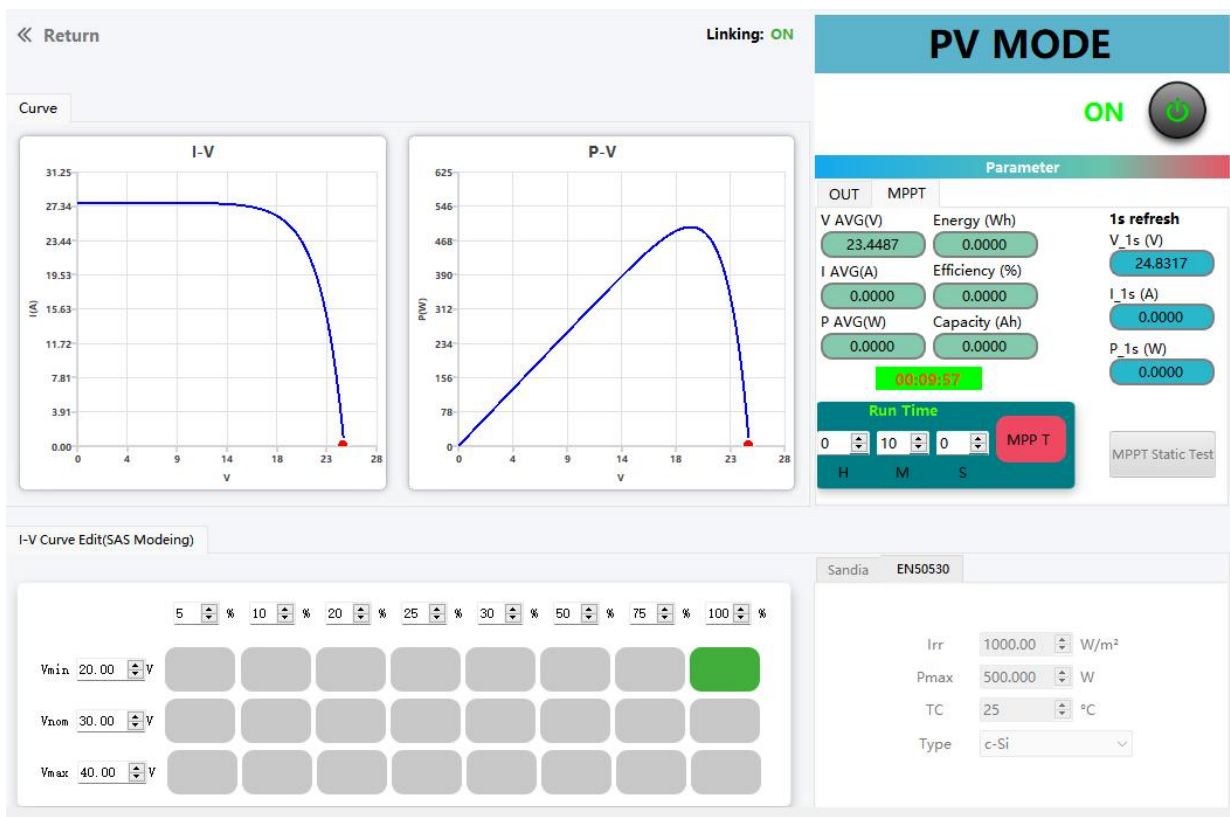 Return
Linking: ON
PV MODE
ON
Curve
I-V
31.25
27.34
23.44
19.53
15.63
11.72
7.81
3.91
0.00
I(A)
0 4 9 14 18 23 28
V
P-V
625
546
468
390
312
234
156
78
0
P(W)
0 4 9 14 18 23 28
V
Parameter
OUT MPPT
V AVG(V) Energy (Wh) 1s refresh
V_1s (V)
23.4487 0.0000 24.8317
I AVG(A) Efficiency (%)
I_1s (A)
0.0000 0.0000 0.0000
P AVG(W) Capacity (Ah)
P_1s (W)
0.0000 0.0000 0.0000
00:09:57
Run Time
0 10 0 MPP T
H M S
MPPT Static Test
I-V Curve Edit(SAS Modeing)
5 % 10 % 20 % 25 % 30 % 50 % 75 % 100 %
Vmin 20.00 V
Vnom 30.00 V
Vmax 40.00 V
Sandia EN50530
Irr 1000.00 W/m²
Pmax 500.000 W
TC 25 °C
Type c-Si